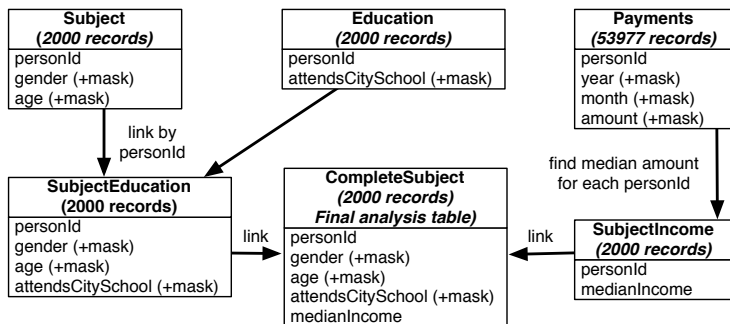 Subject
(2000 records)
personId
gender (+mask)
age (+mask)
Education
(2000 records)
personId
attendsCitySchool (+mask)
Payments
(53977 records)
personId
year (+mask)
month (+mask)
amount (+mask)
link by
personId
find median amount
for each personId
SubjectEducation
(2000 records)
personId
gender (+mask)
age (+mask)
attendsCitySchool (+mask)
link
CompleteSubject
(2000 records)
Final analysis table)
personId
gender (+mask)
age (+mask)
attendsCitySchool (+mask)
medianIncome
link
SubjectIncome
(2000 records)
personId
medianIncome